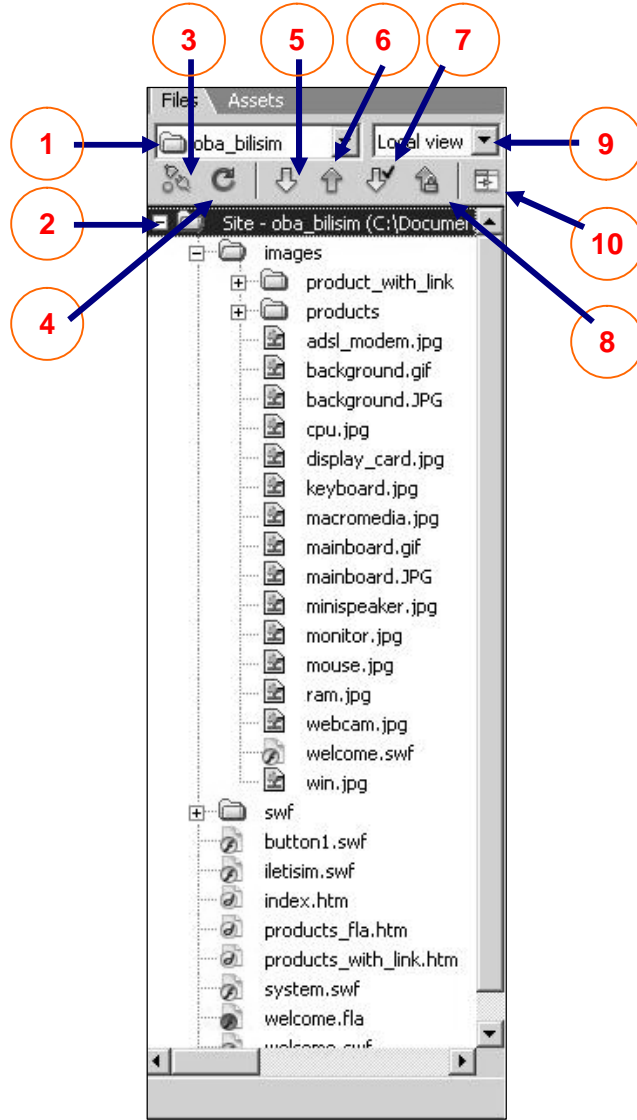 3
5
6
7
Files Assets
1
oba_bilisim
Local view
9
2
Site - oba_bilisim (C:\Documen
10
images
product_with_link
4
products
8
adsl_modem.jpg
background.gif
background.JPG
cpu.jpg
display_card.jpg
keyboard.jpg
macromedia.jpg
mainboard.gif
mainboard.JPG
minispeaker.jpg
monitor.jpg
mouse.jpg
ram.jpg
webcam.jpg
welcome.swf
win.jpg
swf
button1.swf
iletisim.swf
index.htm
products_fla.htm
products_with_link.htm
system.swf
welcome.fla
welcome.swf